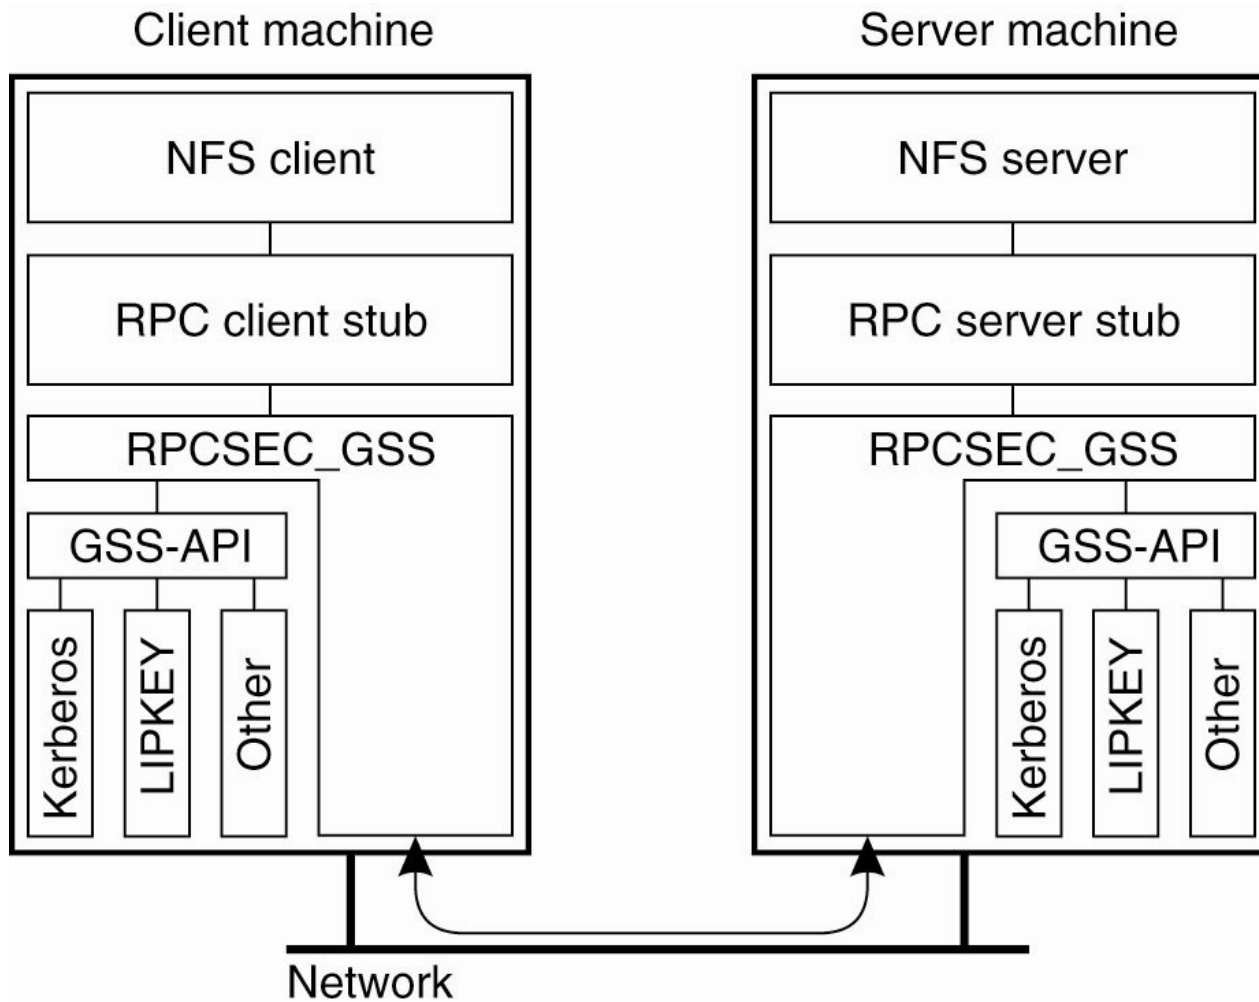 Client machine
Server machine
NFS client
NFS server
RPC client stub
RPC server stub
RPCSEC_GSS
RPCSEC_GSS
GSS-API
GSS-API
Kerberos
LIPKEY
Other
Kerberos
LIPKEY
Other
Network